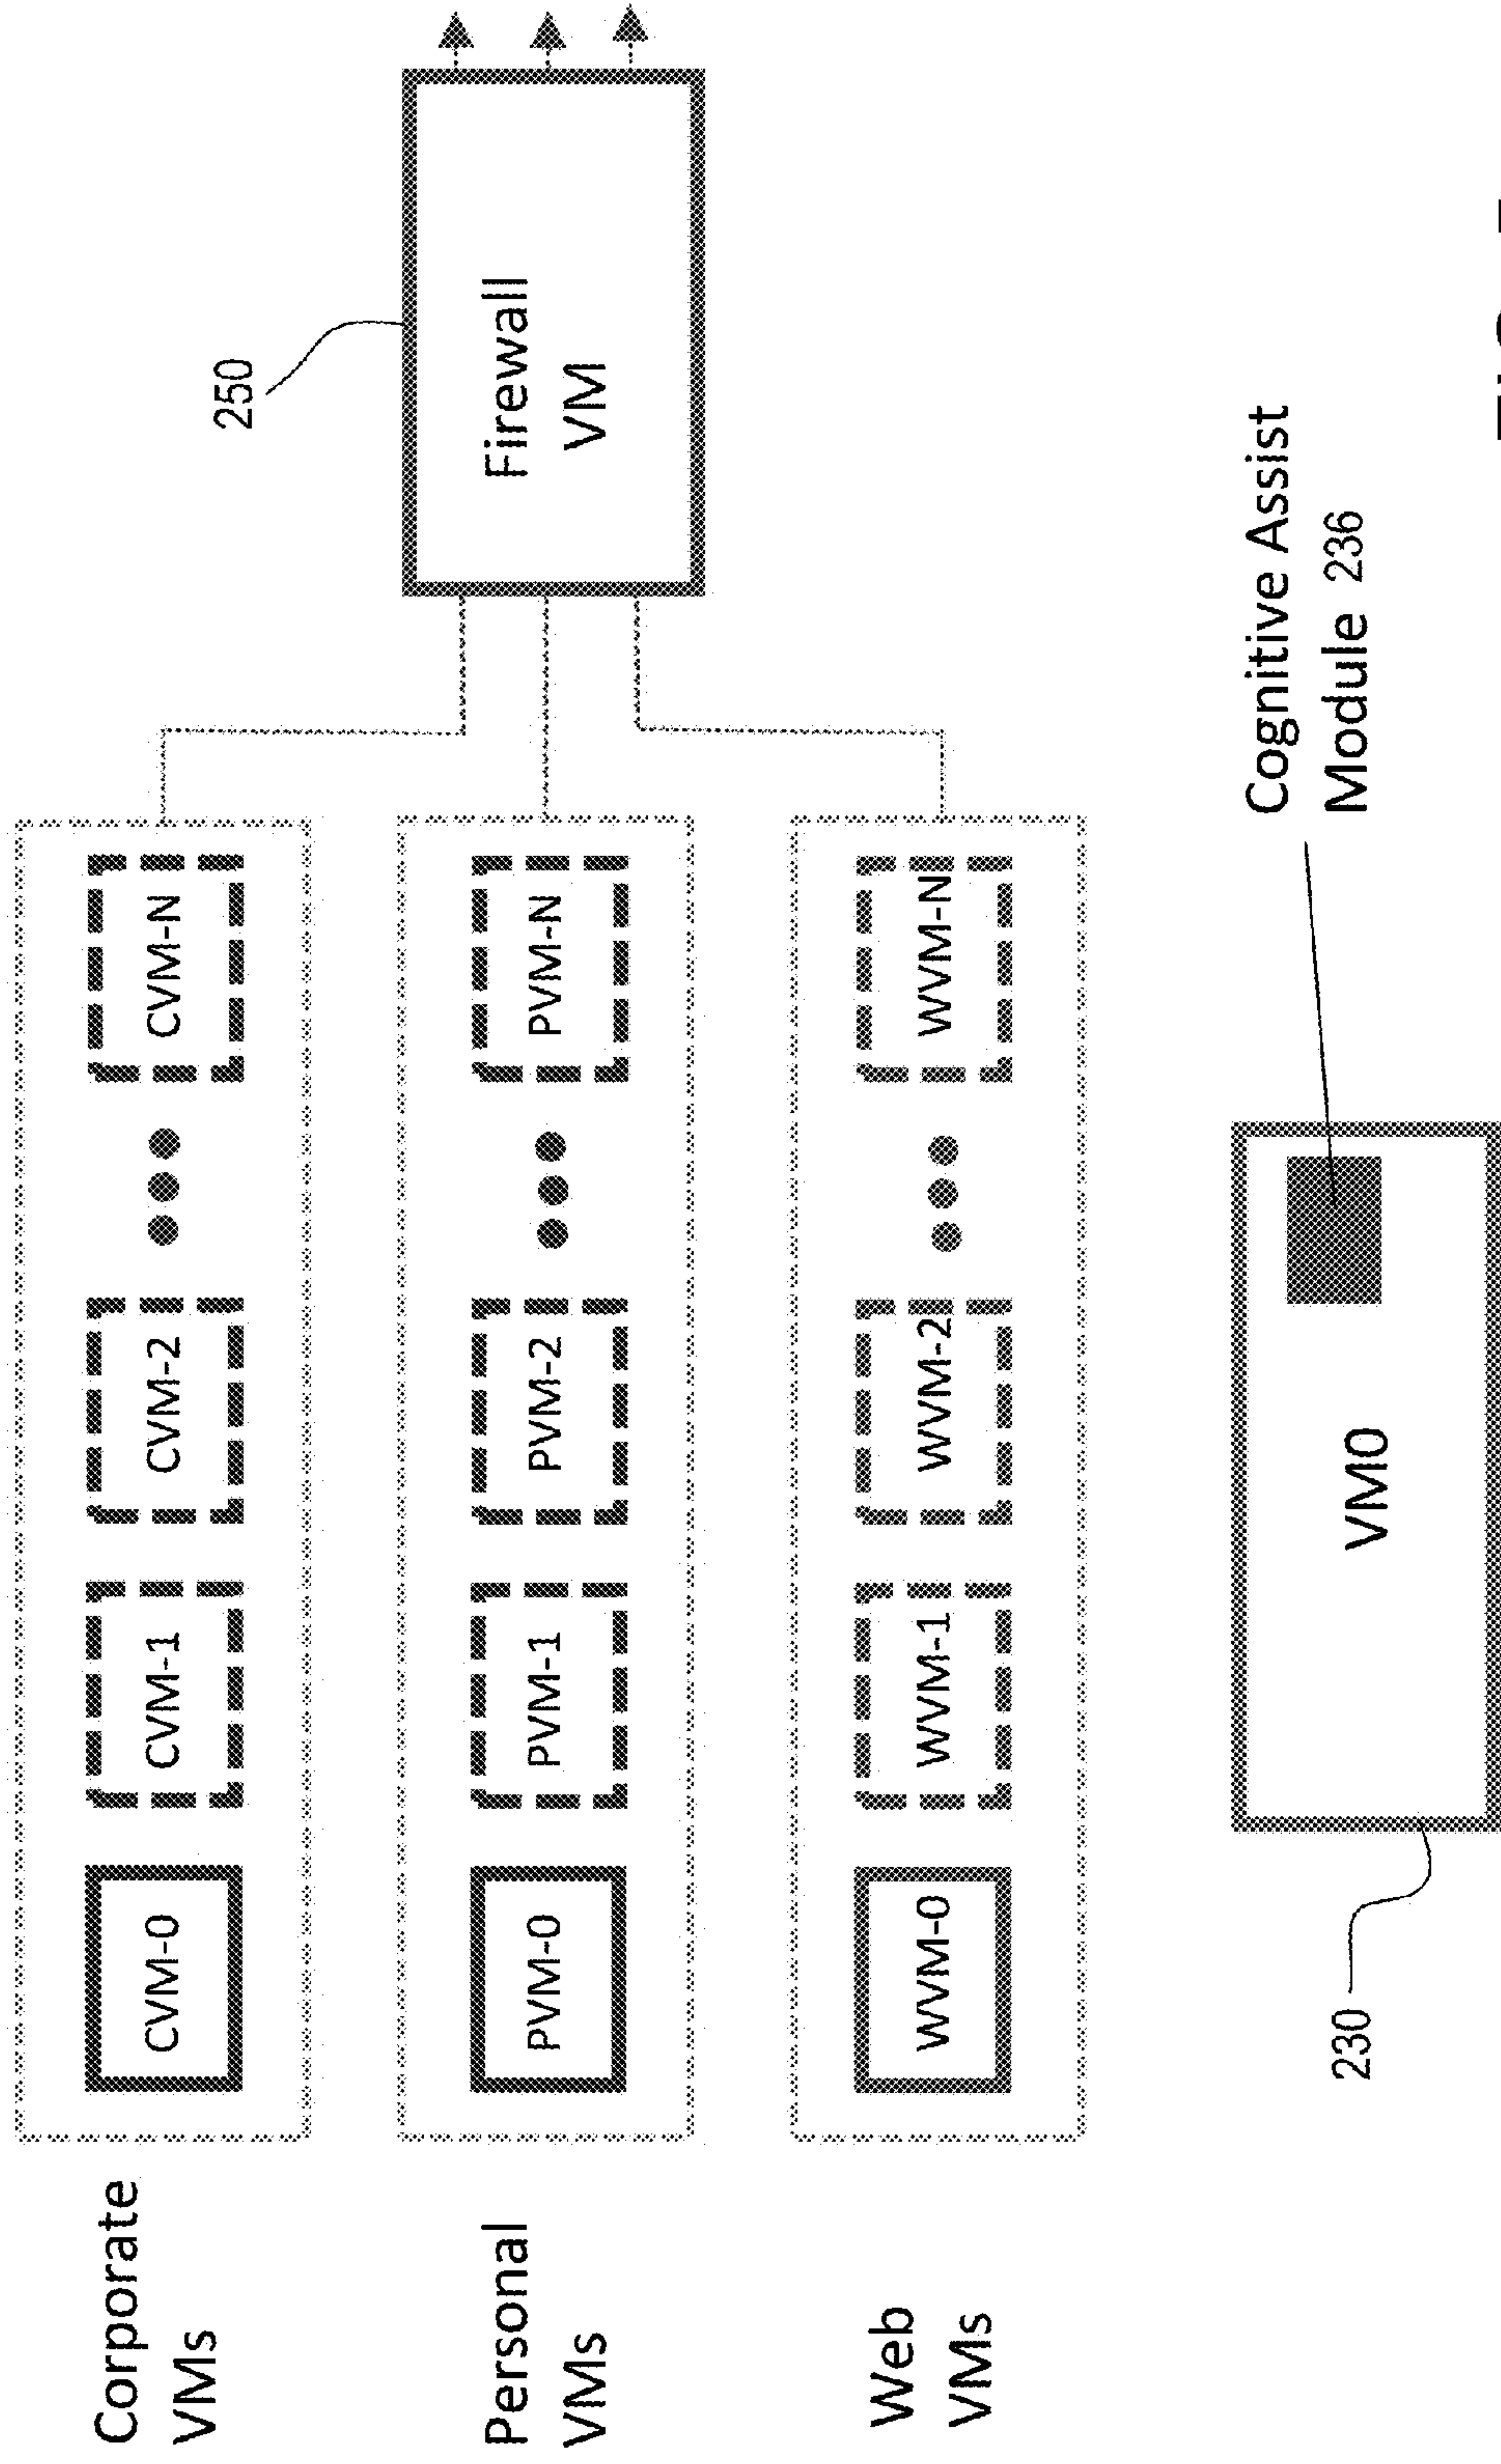 Corporate
VMs
CVM-0
CVM-1
CVM-2
CVM-N
Personal
VMs
PVM-0
PVM-1
PVM-2
PVM-N
Web
VMs
WVM-0
WVM-1
WVM-2
WVM-N
250
Firewall
VM
230
VM0
Cognitive Assist
Module 236